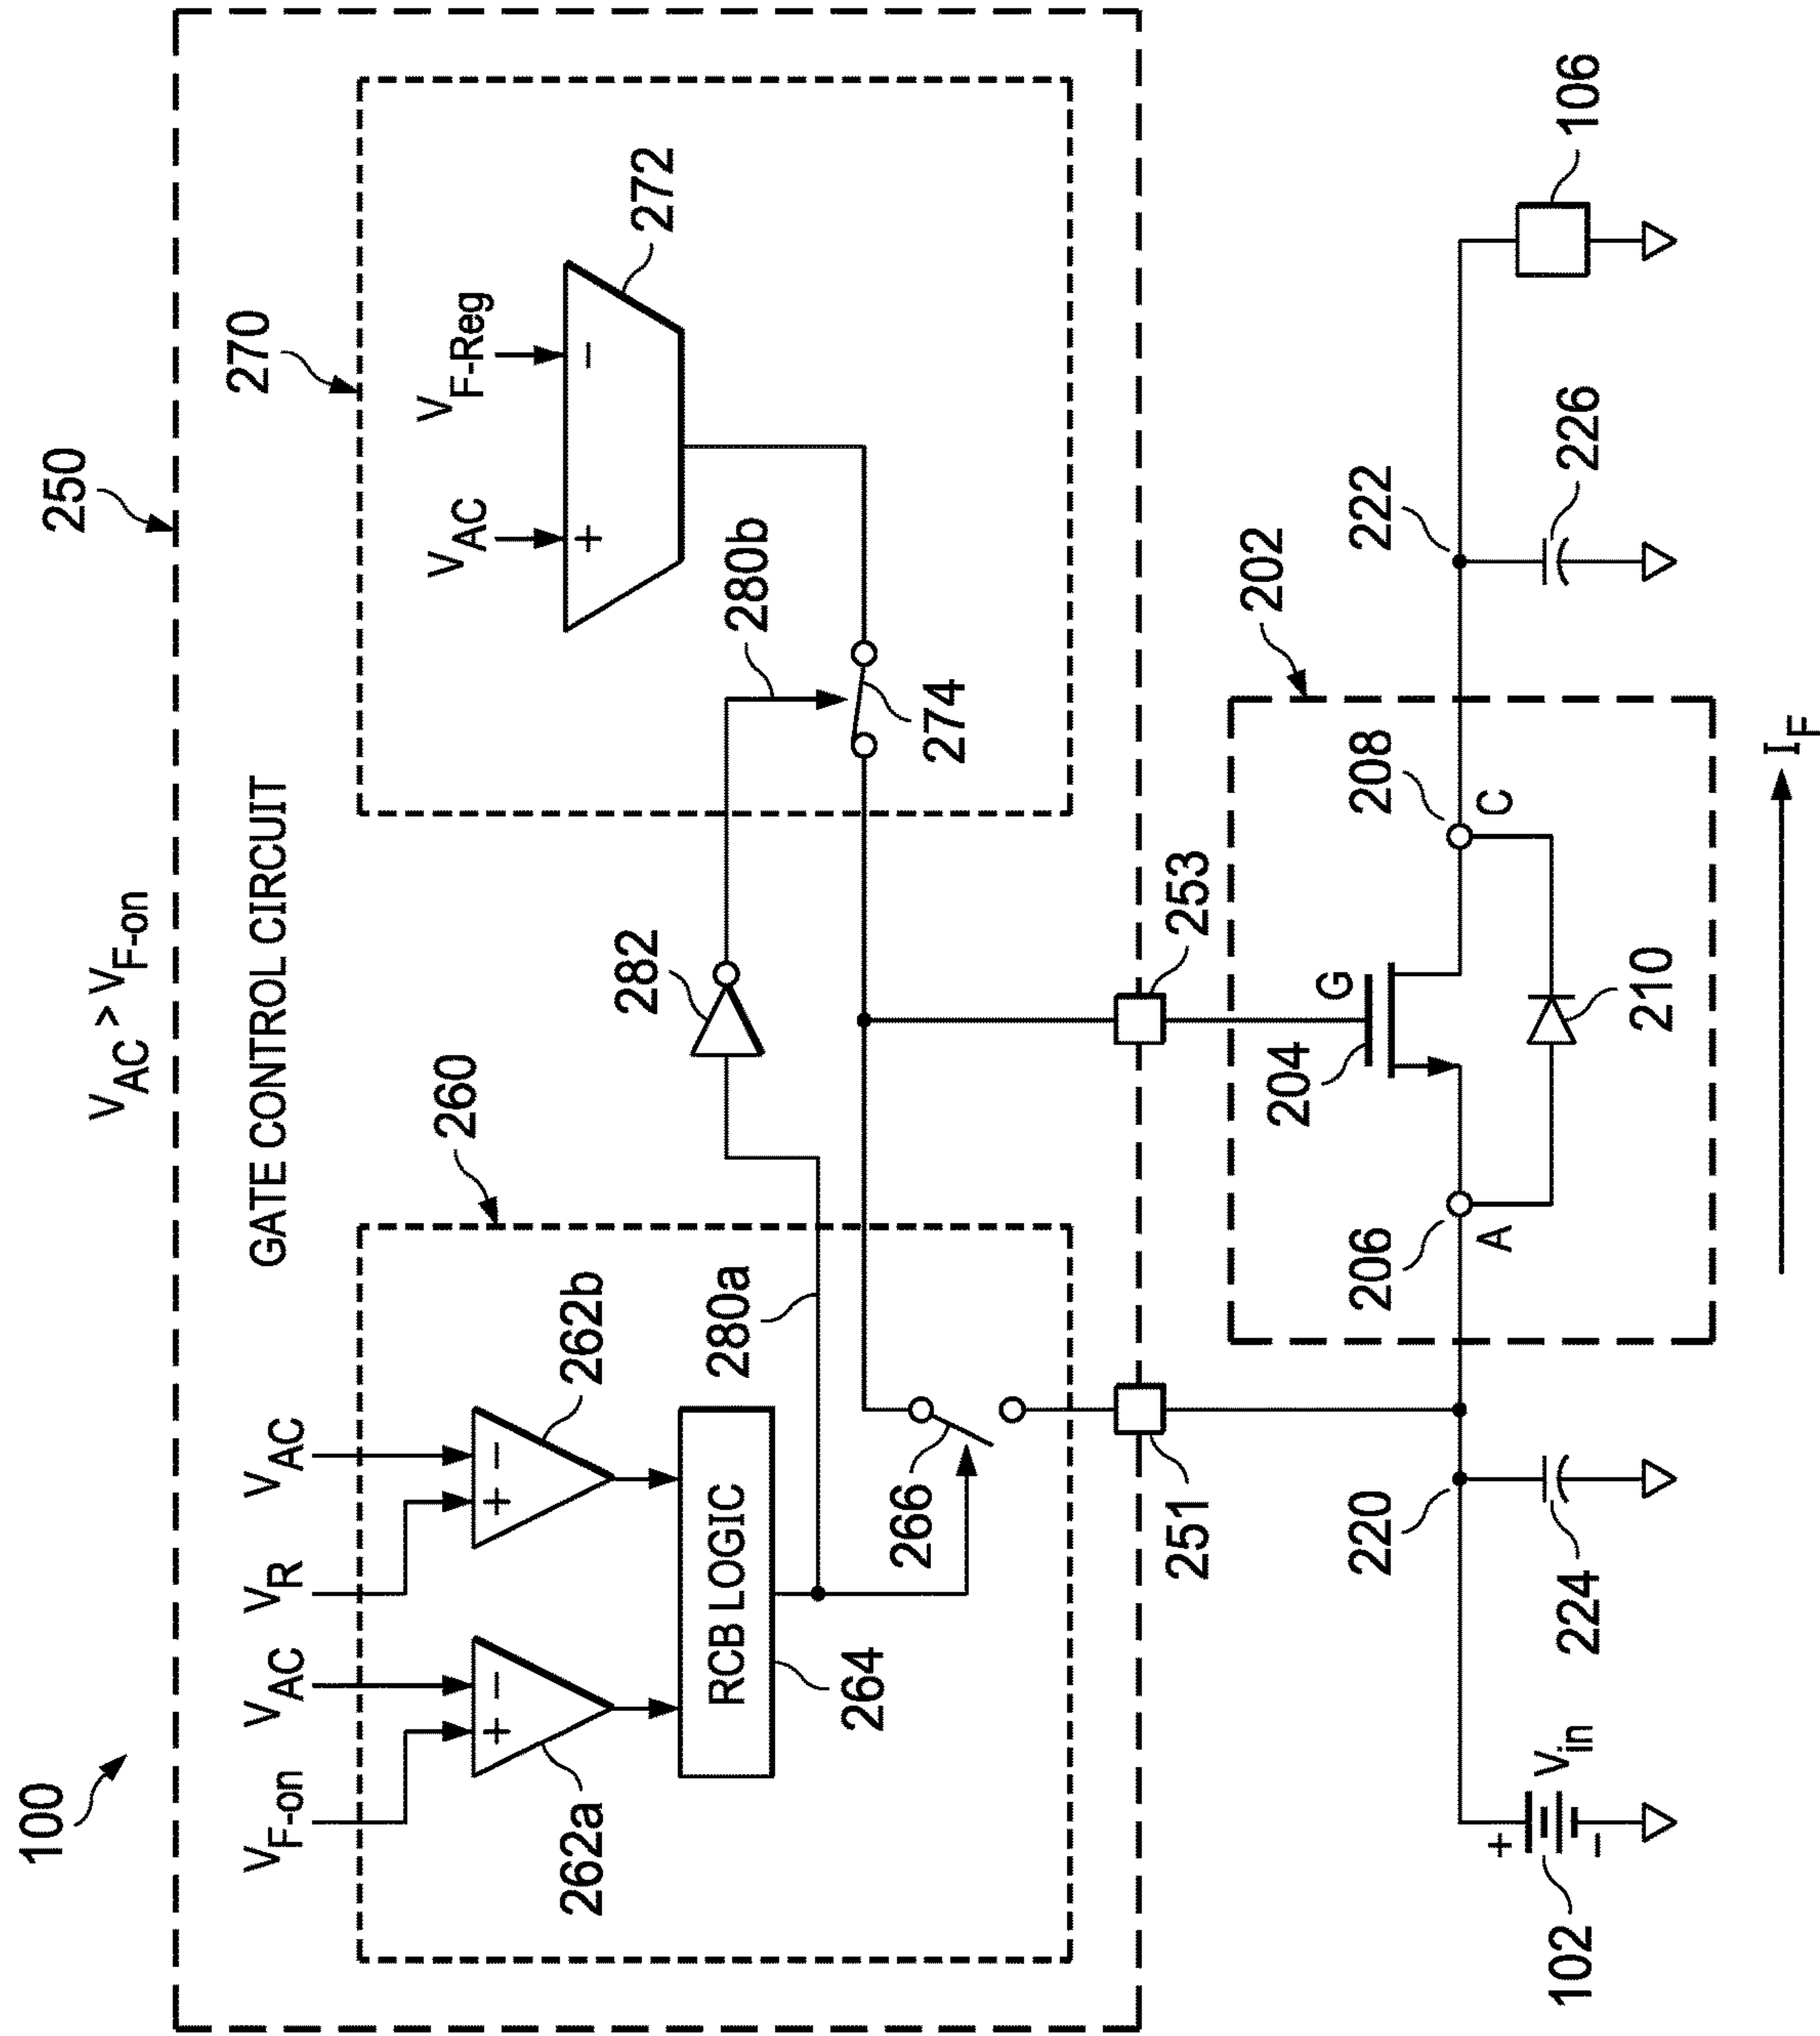 100
V_AC > V_F-on
250
GATE CONTROL CIRCUIT
260
270
V_F-on
V_AC
V_R
V_AC
+
−
+
−
262a
262b
RCB LOGIC
264
280a
266
282
V_AC
V_F-Reg
+
−
272
280b
274
251
253
202
204
G
206
A
208
C
210
220
222
224
226
102
+
−
V_in
106
I_F